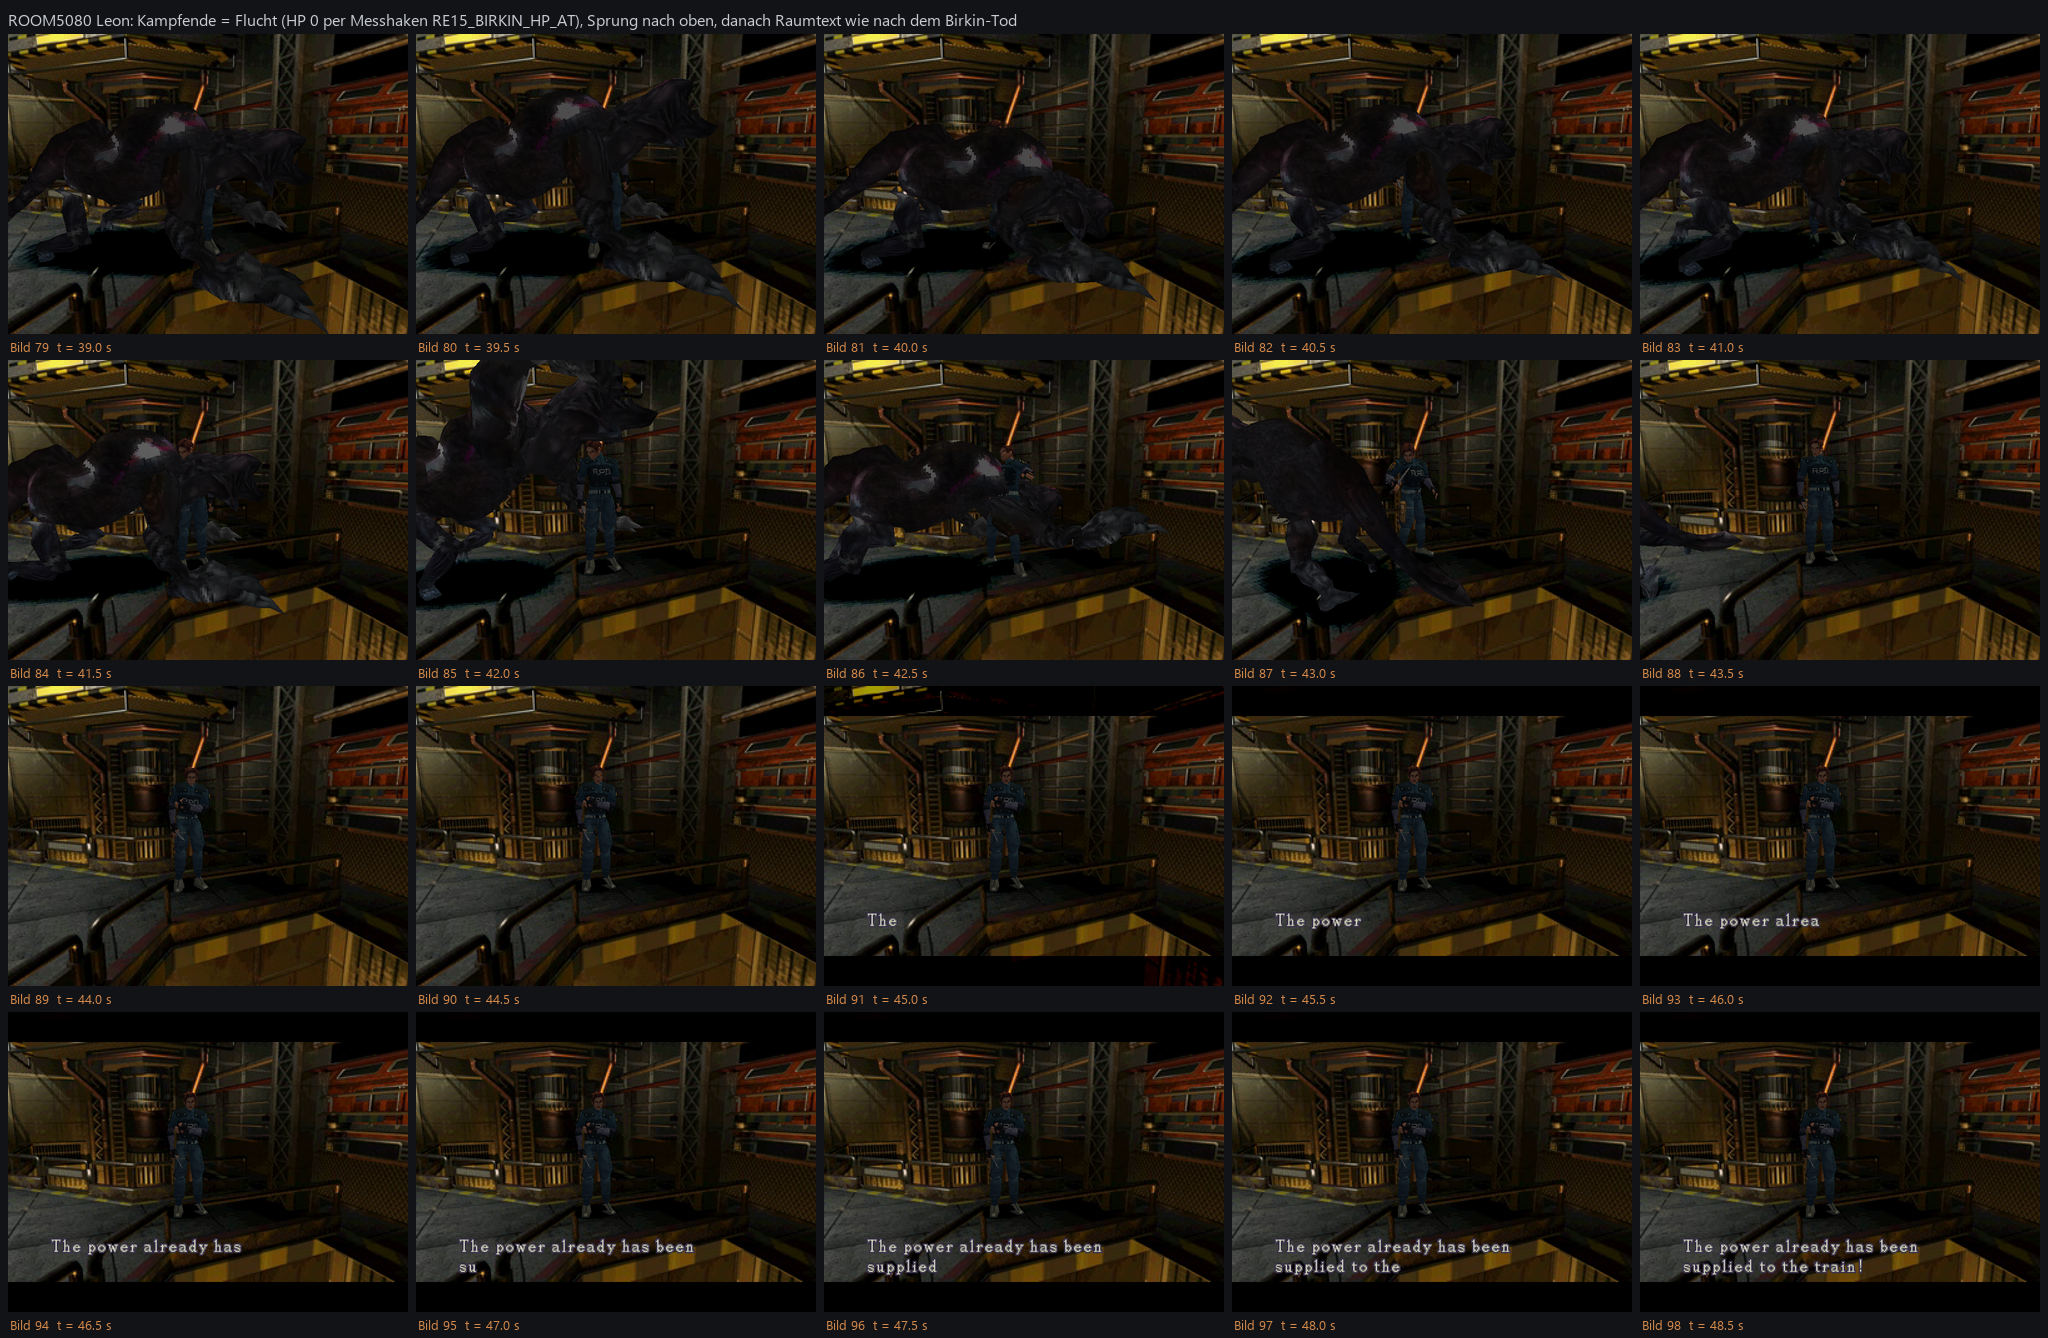 ROOM5080 Leon: Kampfende = Flucht (HP 0 per Messhaken RE15_BIRKIN_HP_AT), Sprung nach oben, danach Raumtext wie nach dem Birkin-Tod
Bild 79 t = 39.0 s
Bild 80 t = 39.5 s
Bild 81 t = 40.0 s
Bild 82 t = 40.5 s
Bild 83 t = 41.0 s
RPD
Bild 84 t = 41.5 s
Bild 85 t = 42.0 s
Bild 86 t = 42.5 s
Bild 87 t = 43.0 s
Bild 88 t = 43.5 s
The
The power
The power alrea
Bild 89 t = 44.0 s
Bild 90 t = 44.5 s
Bild 91 t = 45.0 s
Bild 92 t = 45.5 s
Bild 93 t = 46.0 s
The power already has
The power already has been
su
The power already has been
supplied
The power already has been
supplied to the
The power already has been
supplied to the train!
Bild 94 t = 46.5 s
Bild 95 t = 47.0 s
Bild 96 t = 47.5 s
Bild 97 t = 48.0 s
Bild 98 t = 48.5 s